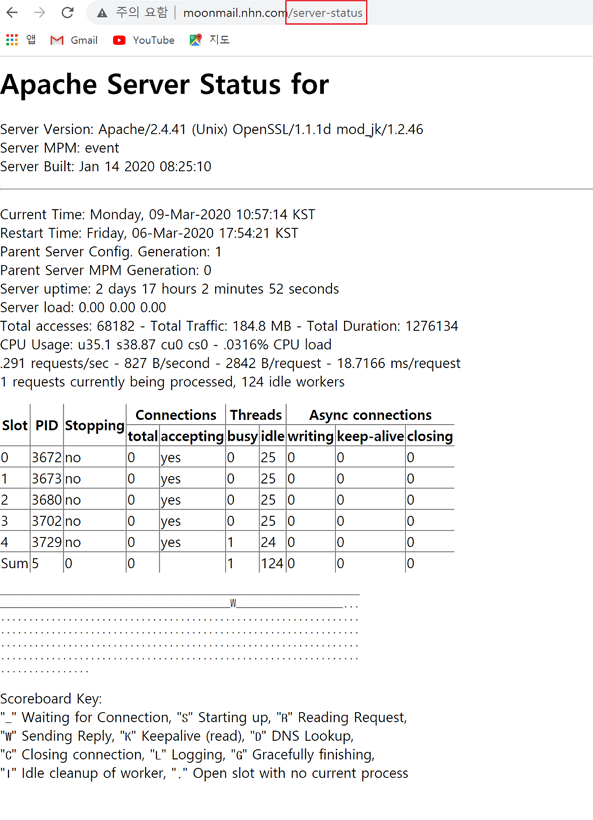 주의 요함 | moonmail.nhn.com/server-status
앱 Gmail YouTube 지도
Apache Server Status for
Server Version: Apache/2.4.41 (Unix) OpenSSL/1.1.1d mod_jk/1.2.46
Server MPM: event
Server Built: Jan 14 2020 08:25:10
Current Time: Monday, 09-Mar-2020 10:57:14 KST
Restart Time: Friday, 06-Mar-2020 17:54:21 KST
Parent Server Config. Generation: 1
Parent Server MPM Generation: 0
Server uptime: 2 days 17 hours 2 minutes 52 seconds
Server load: 0.00 0.00 0.00
Total accesses: 68182 - Total Traffic: 184.8 MB - Total Duration: 1276134
CPU Usage: u35.1 s38.87 cu0 cs0 - .0316% CPU load
.291 requests/sec - 827 B/second - 2842 B/request - 18.7166 ms/request
1 requests currently being processed, 124 idle workers
Slot PID Stopping Connections Threads Async connections
total accepting busy idle writing keep-alive closing
0 3672 no 0 yes 0 25 0 0 0
1 3673 no 0 yes 0 25 0 0 0
2 3680 no 0 yes 0 25 0 0 0
3 3702 no 0 yes 0 25 0 0 0
4 3729 no 0 yes 1 24 0 0 0
Sum 5 0 0 1 124 0 0 0
________________________________________________________________
_________________________________________W___________________...
................................................................
................................................................
................................................................
................................................................
................
Scoreboard Key:
"_" Waiting for Connection, "S" Starting up, "R" Reading Request,
"W" Sending Reply, "K" Keepalive (read), "D" DNS Lookup,
"C" Closing connection, "L" Logging, "G" Gracefully finishing,
"I" Idle cleanup of worker, "." Open slot with no current process